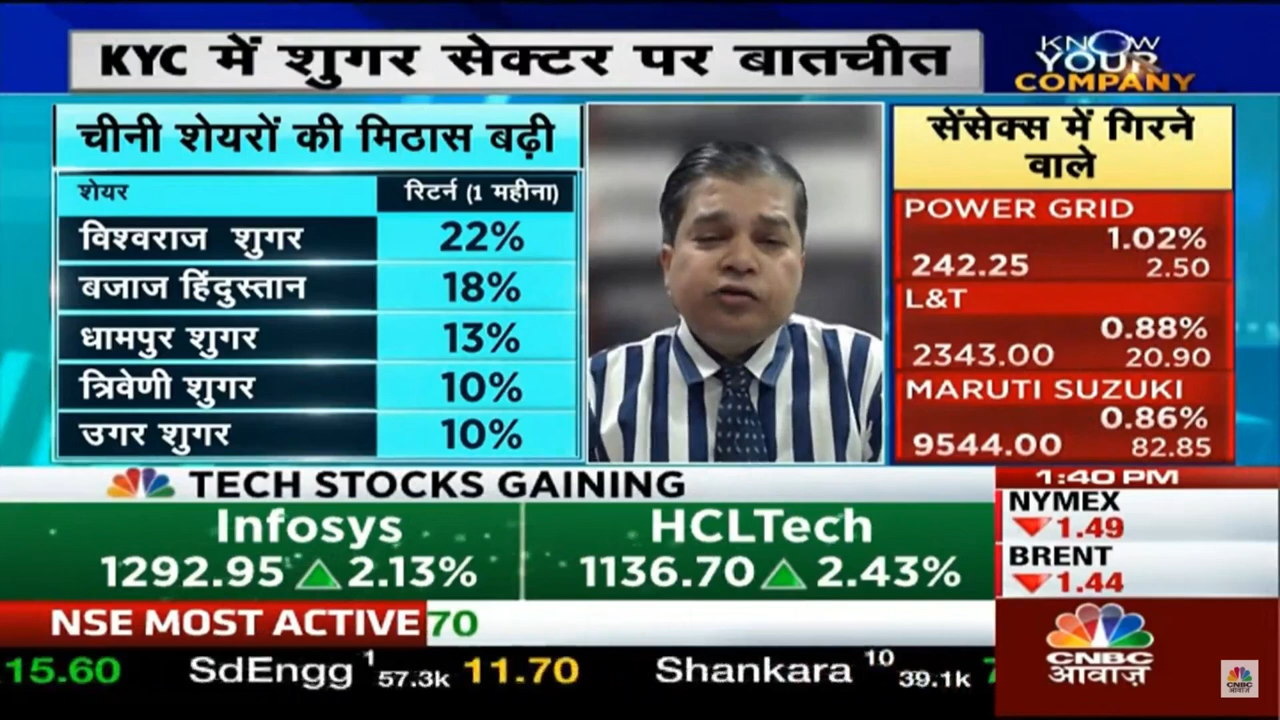 KYC में शुगर सेक्टर पर बातचीत
KNOW
YOUR
COMPANY
चीनी शेयरों की मिठास बढ़ी
शेयर रिटर्न (1 महीना)
विश्वराज शुगर 22%
बजाज हिंदुस्तान 18%
धामपुर शुगर 13%
त्रिवेणी शुगर 10%
उगर शुगर 10%
सेंसेक्स में गिरने
वाले
POWER GRID
1.02%
242.25 2.50
L&T
0.88%
2343.00 20.90
MARUTI SUZUKI
0.86%
9544.00 82.85
TECH STOCKS GAINING
Infosys
1292.95 ▲ 2.13%
HCLTech
1136.70 ▲ 2.43%
1:40 PM
NYMEX
▼ 1.49
BRENT
▼ 1.44
NSE MOST ACTIVE 70
15.60 SdEngg 1 57.3k 11.70 Shankara 10 39.1k
CNBC
आवाज़
CNBC
आवाज़